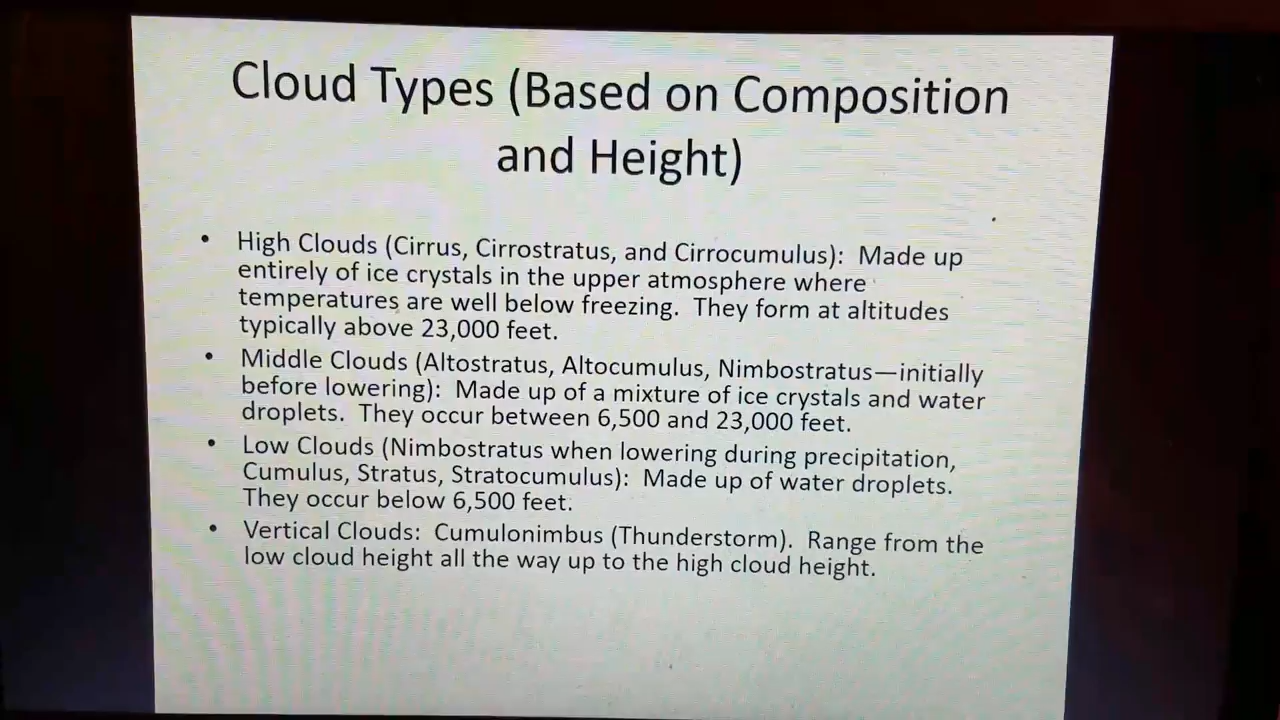 Cloud Types (Based on Composition
and Height)
• High Clouds (Cirrus, Cirrostratus, and Cirrocumulus): Made up
entirely of ice crystals in the upper atmosphere where
temperatures are well below freezing. They form at altitudes
typically above 23,000 feet.
• Middle Clouds (Altostratus, Altocumulus, Nimbostratus—initially
before lowering): Made up of a mixture of ice crystals and water
droplets. They occur between 6,500 and 23,000 feet.
• Low Clouds (Nimbostratus when lowering during precipitation,
Cumulus, Stratus, Stratocumulus): Made up of water droplets.
They occur below 6,500 feet.
• Vertical Clouds: Cumulonimbus (Thunderstorm). Range from the
low cloud height all the way up to the high cloud height.